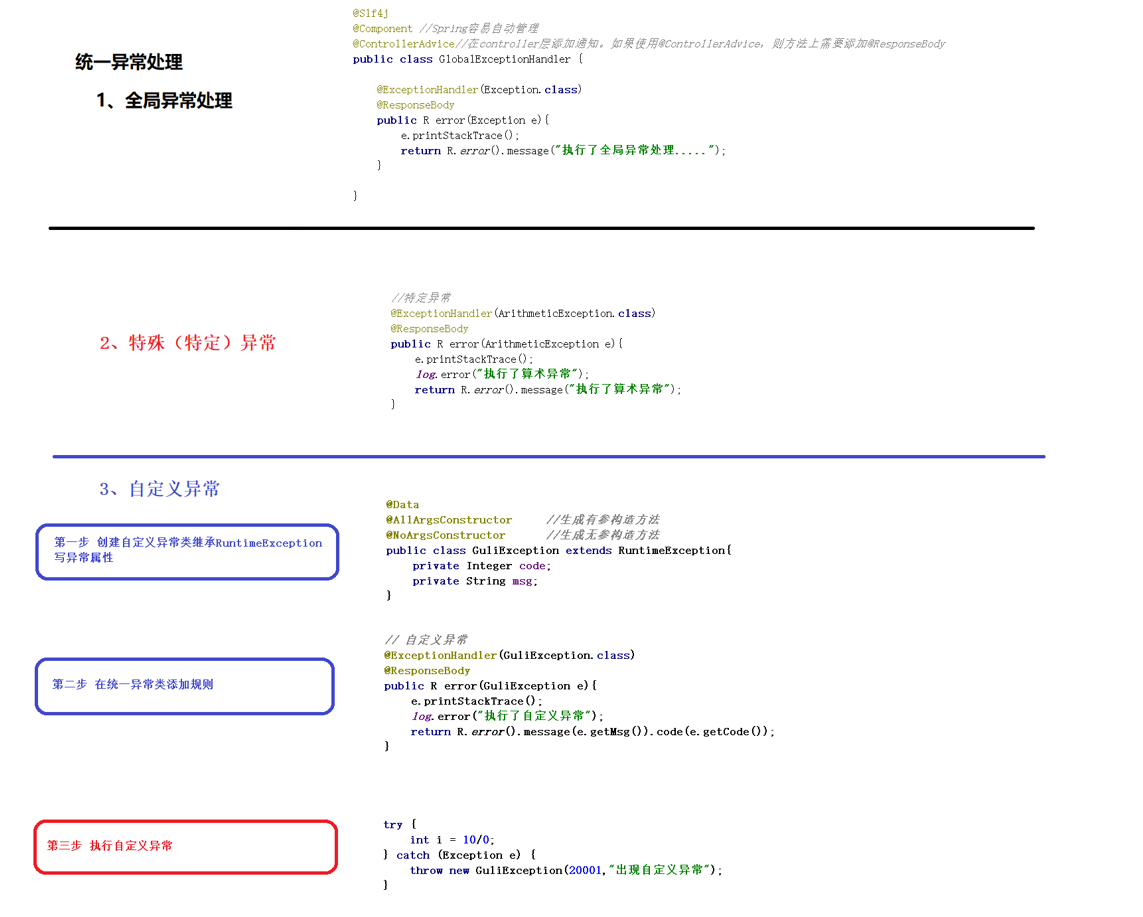 统一异常处理
1、全局异常处理
@Slf4j
@Component //Spring容易自动管理
@ControllerAdvice//在controller层添加通知。如果使用@ControllerAdvice，则方法上需要添加@ResponseBody
public class GlobalExceptionHandler {
@ExceptionHandler(Exception.class)
@ResponseBody
public R error(Exception e){
e.printStackTrace();
return R.error().message("执行了全局异常处理.....");
}
}
2、特殊（特定）异常
//特定异常
@ExceptionHandler(ArithmeticException.class)
@ResponseBody
public R error(ArithmeticException e){
e.printStackTrace();
log.error("执行了算术异常");
return R.error().message("执行了算术异常");
}
3、自定义异常
第一步 创建自定义异常类继承RuntimeException
写异常属性
@Data
@AllArgsConstructor //生成有参构造方法
@NoArgsConstructor //生成无参构造方法
public class GuliException extends RuntimeException{
private Integer code;
private String msg;
}
第二步 在统一异常类添加规则
// 自定义异常
@ExceptionHandler(GuliException.class)
@ResponseBody
public R error(GuliException e){
e.printStackTrace();
log.error("执行了自定义异常");
return R.error().message(e.getMsg()).code(e.getCode());
}
第三步 执行自定义异常
try {
int i = 10/0;
} catch (Exception e) {
throw new GuliException(20001,"出现自定义异常");
}